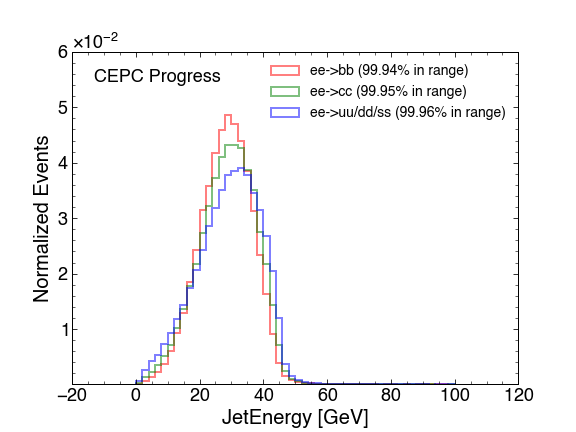 ×10⁻²
6
5
4
3
2
1
Normalized Events
CEPC Progress
ee->bb (99.94% in range)
ee->cc (99.95% in range)
ee->uu/dd/ss (99.96% in range)
−20 0 20 40 60 80 100 120
JetEnergy [GeV]